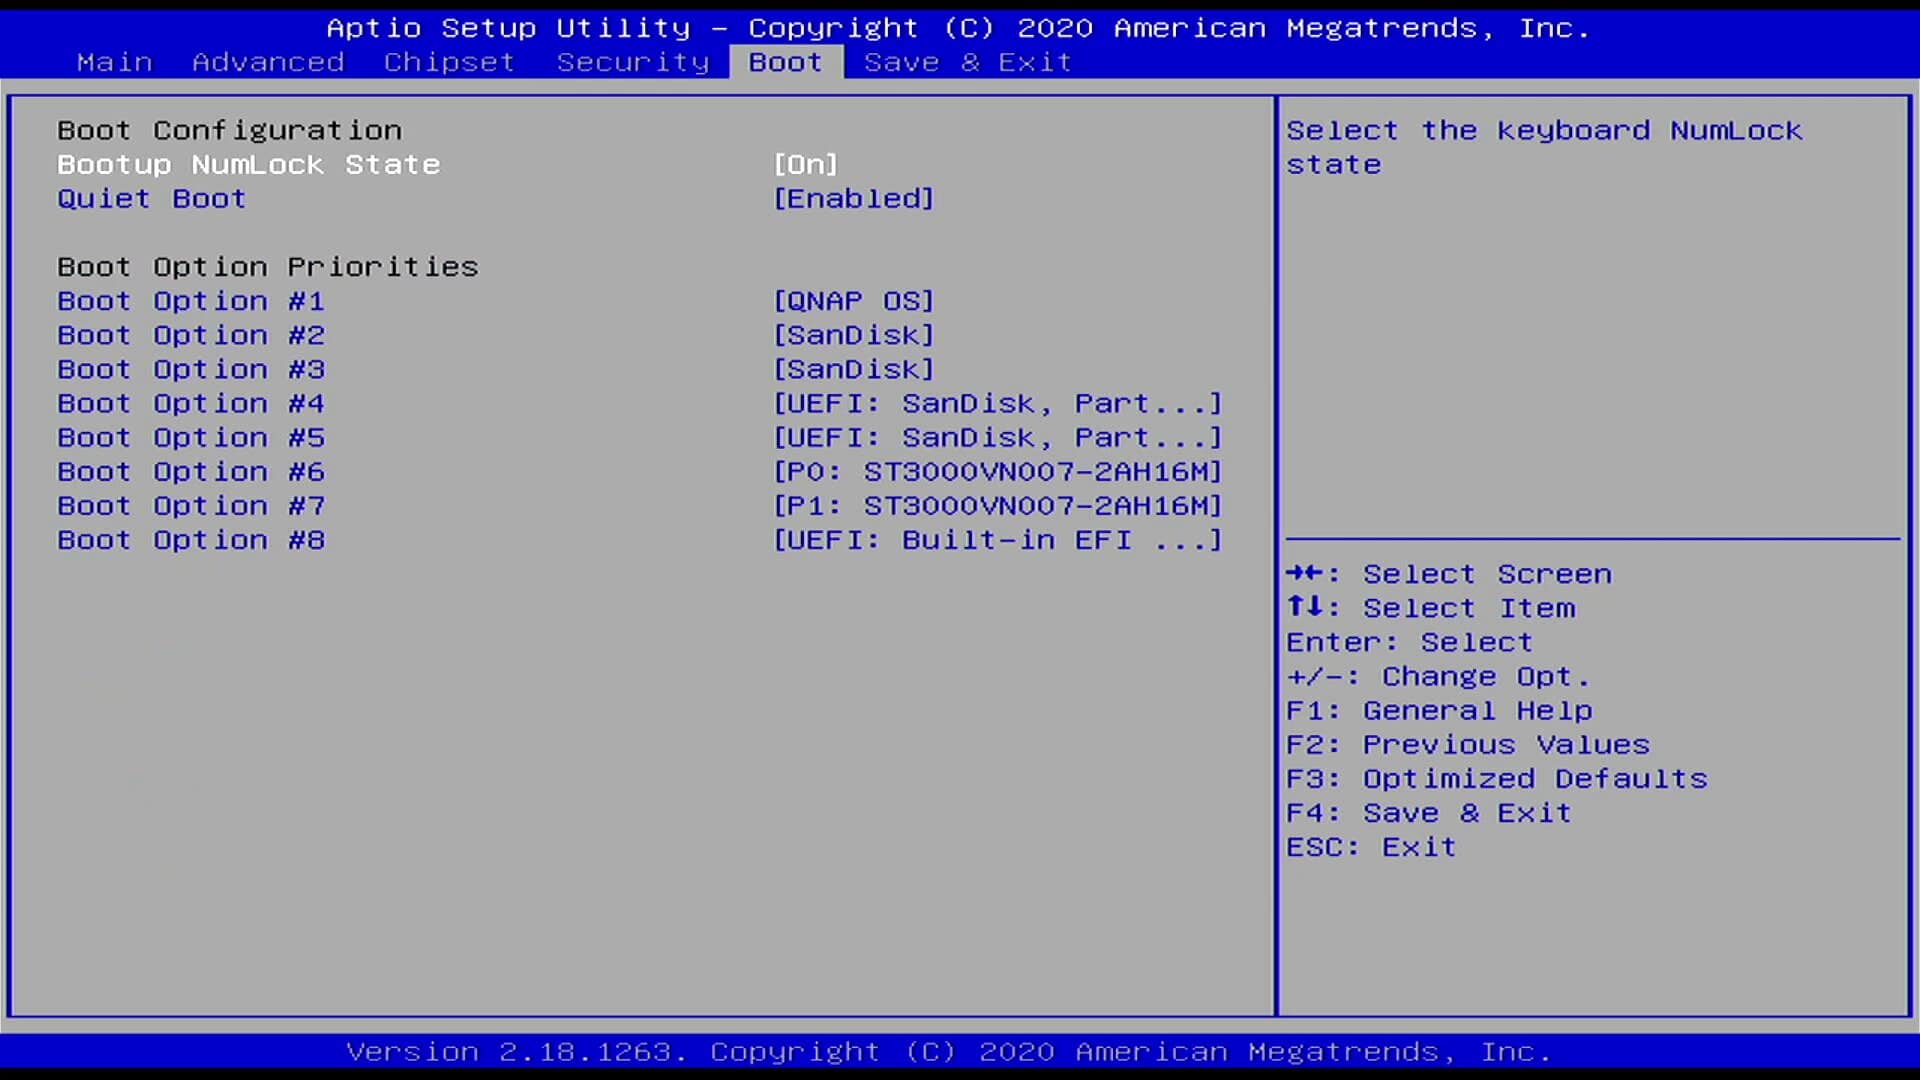 Aptio Setup Utility – Copyright (C) 2020 American Megatrends, Inc.
Main Advanced Chipset Security Boot Save & Exit
Boot Configuration
Bootup NumLock State [On]
Quiet Boot [Enabled]
Boot Option Priorities
Boot Option #1 [QNAP OS]
Boot Option #2 [SanDisk]
Boot Option #3 [SanDisk]
Boot Option #4 [UEFI: SanDisk, Part...]
Boot Option #5 [UEFI: SanDisk, Part...]
Boot Option #6 [P0: ST3000VN007-2AH16M]
Boot Option #7 [P1: ST3000VN007-2AH16M]
Boot Option #8 [UEFI: Built-in EFI ...]
Select the keyboard NumLock
state
→←: Select Screen
↑↓: Select Item
Enter: Select
+/-: Change Opt.
F1: General Help
F2: Previous Values
F3: Optimized Defaults
F4: Save & Exit
ESC: Exit
Version 2.18.1263. Copyright (C) 2020 American Megatrends, Inc.